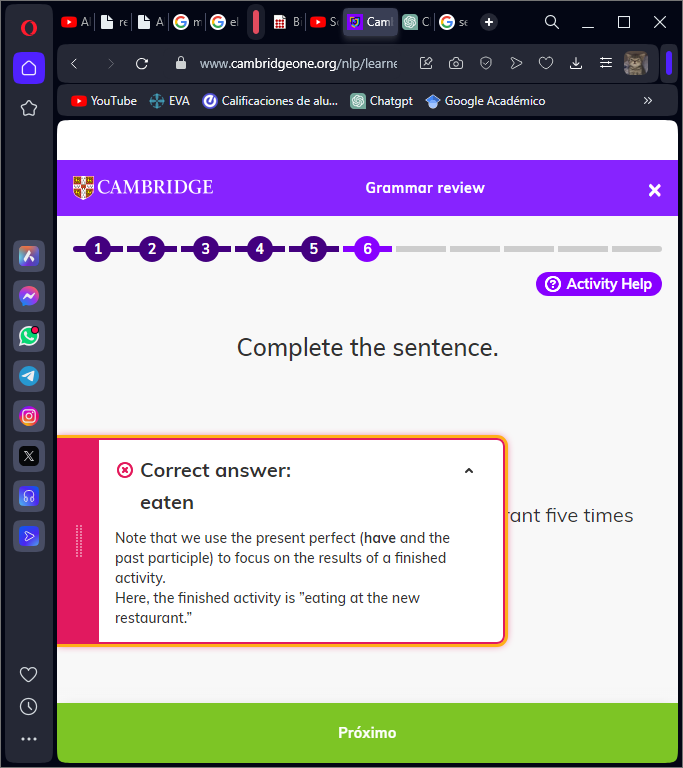 www.cambridgeone.org/nlp/learne
YouTube EVA Calificaciones de alu... Chatgpt Google Académico »
CAMBRIDGE Grammar review
1 2 3 4 5 6
Activity Help
Complete the sentence.
Correct answer:
eaten
five times
Note that we use the present perfect (have and the
past participle) to focus on the results of a finished
activity.
Here, the finished activity is ”eating at the new
restaurant.”
Próximo